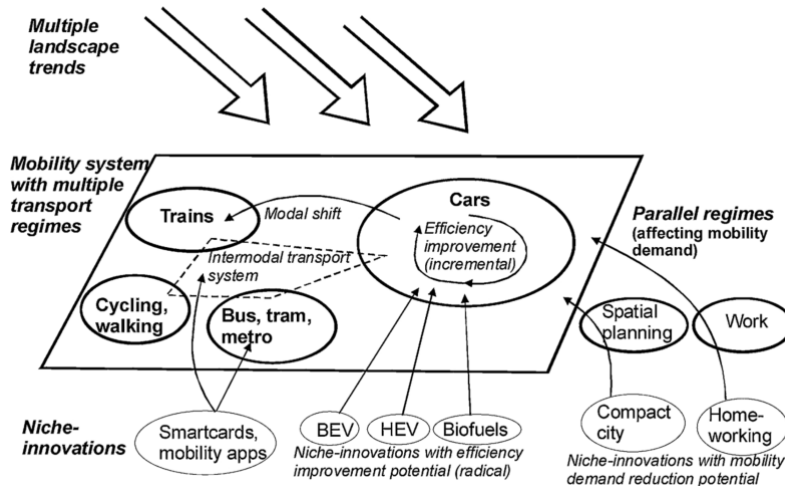 Multiple
landscape
trends
Mobility system
with multiple
transport
regimes
Trains
Modal shift
Cars
Efficiency
improvement
(incremental)
Intermodal transport
system
Cycling,
walking
Bus, tram,
metro
Parallel regimes
(affecting mobility
demand)
Spatial
planning
Work
Niche-
innovations
Smartcards,
mobility apps
BEV
HEV
Biofuels
Niche-innovations with efficiency
improvement potential (radical)
Compact
city
Home-
working
Niche-innovations with mobility
demand reduction potential